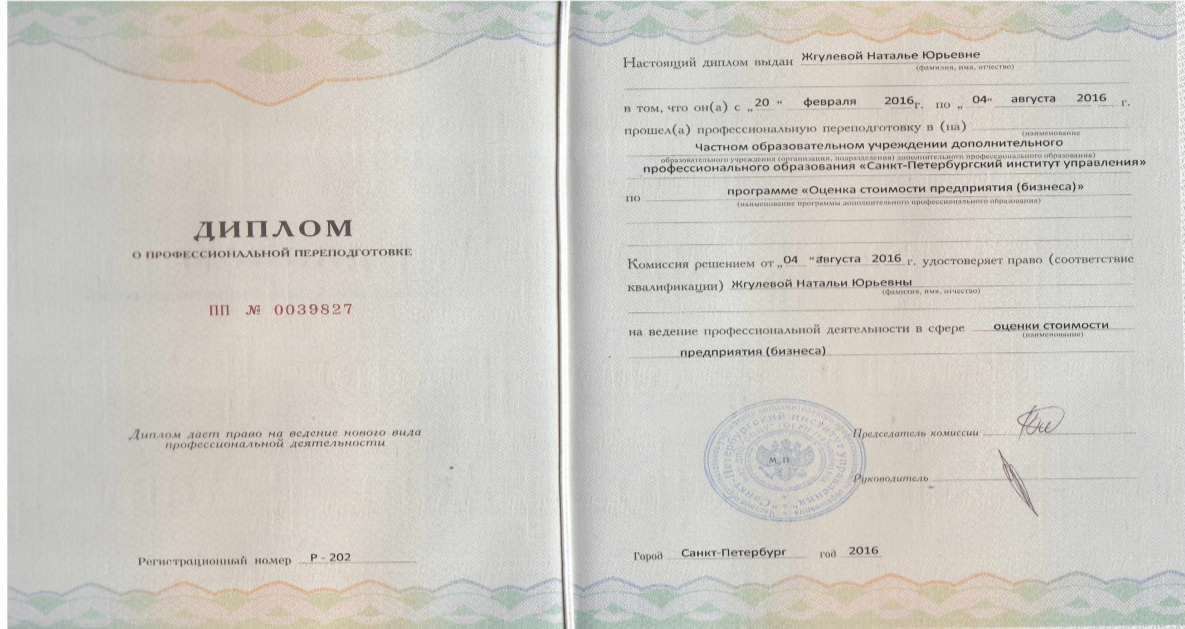 ДИПЛОМ
О ПРОФЕССИОНАЛЬНОЙ ПЕРЕПОДГОТОВКЕ
ПП № 0039827
Диплом дает право на ведение нового вида
профессиональной деятельности
Регистрационный номер Р - 202
Настоящий диплом выдан Жгулевой Наталье Юрьевне
(фамилия, имя, отчество)
в том, что он(а) с „20 “ февраля 2016г. по „ 04“ августа 2016 г.
прошел(а) профессиональную переподготовку в (на)
(наименование
Частном образовательном учреждении дополнительного
образовательного учреждения (организации, подразделения) дополнительного профессионального образования)
профессионального образования «Санкт-Петербургский институт управления»
по программе «Оценка стоимости предприятия (бизнеса)»
(наименование программы дополнительного профессионального образования)
Комиссия решением от „04 “августа 2016 г. удостоверяет право (соответствие
квалификации) Жгулевой Натальи Юрьевны
(фамилия, имя, отчество)
на ведение профессиональной деятельности в сфере оценки стоимости
(наименование)
предприятия (бизнеса)
Председатель комиссии
М.П.
Руководитель
Город Санкт-Петербург год 2016